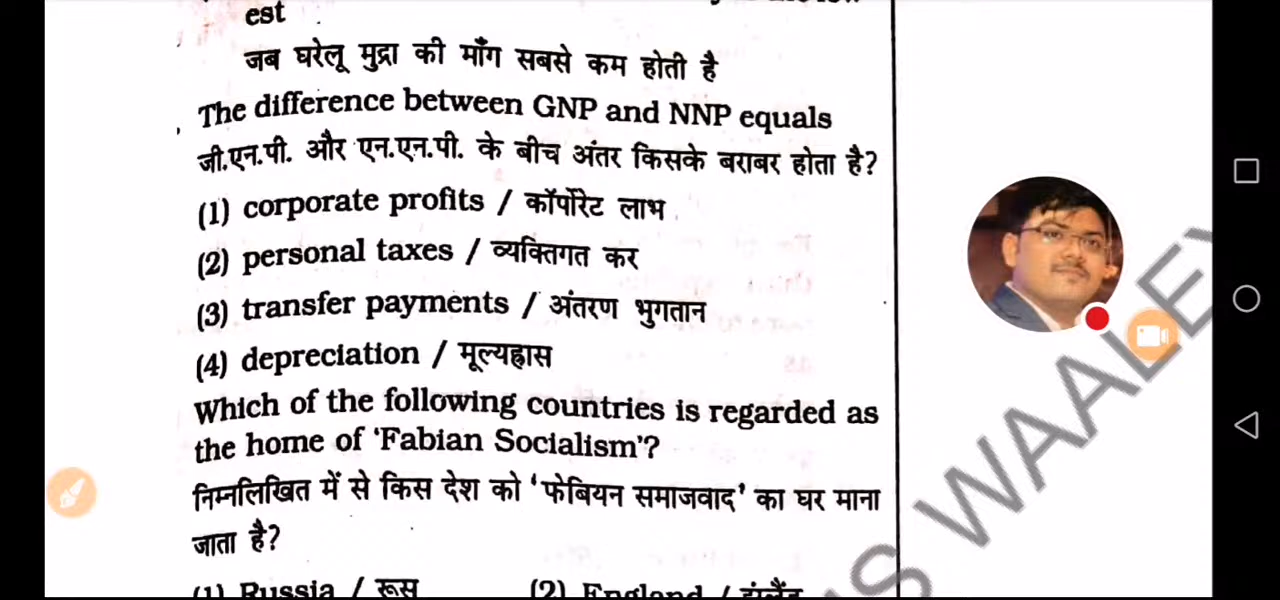 est
जब घरेलू मुद्रा की माँग सबसे कम होती है
The difference between GNP and NNP equals
जी.एन.पी. और एन.एन.पी. के बीच अंतर किसके बराबर होता है?
(1) corporate profits / कॉर्पोरेट लाभ
(2) personal taxes / व्यक्तिगत कर
(3) transfer payments / अंतरण भुगतान
(4) depreciation / मूल्यह्रास
Which of the following countries is regarded as
the home of 'Fabian Socialism'?
निम्नलिखित में से किस देश को 'फेबियन समाजवाद' का घर माना
जाता है?
(1) Russia / रूस (2) England / इंग्लैंड
WAALEY